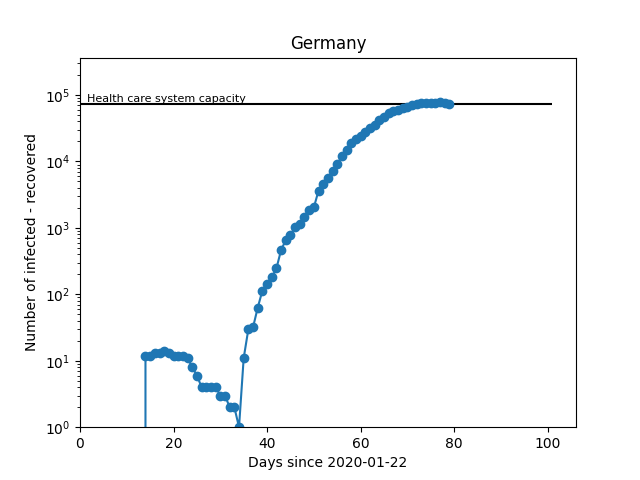 Germany
Health care system capacity
Number of infected - recovered
10^5
10^4
10^3
10^2
10^1
10^0
0 20 40 60 80 100
Days since 2020-01-22